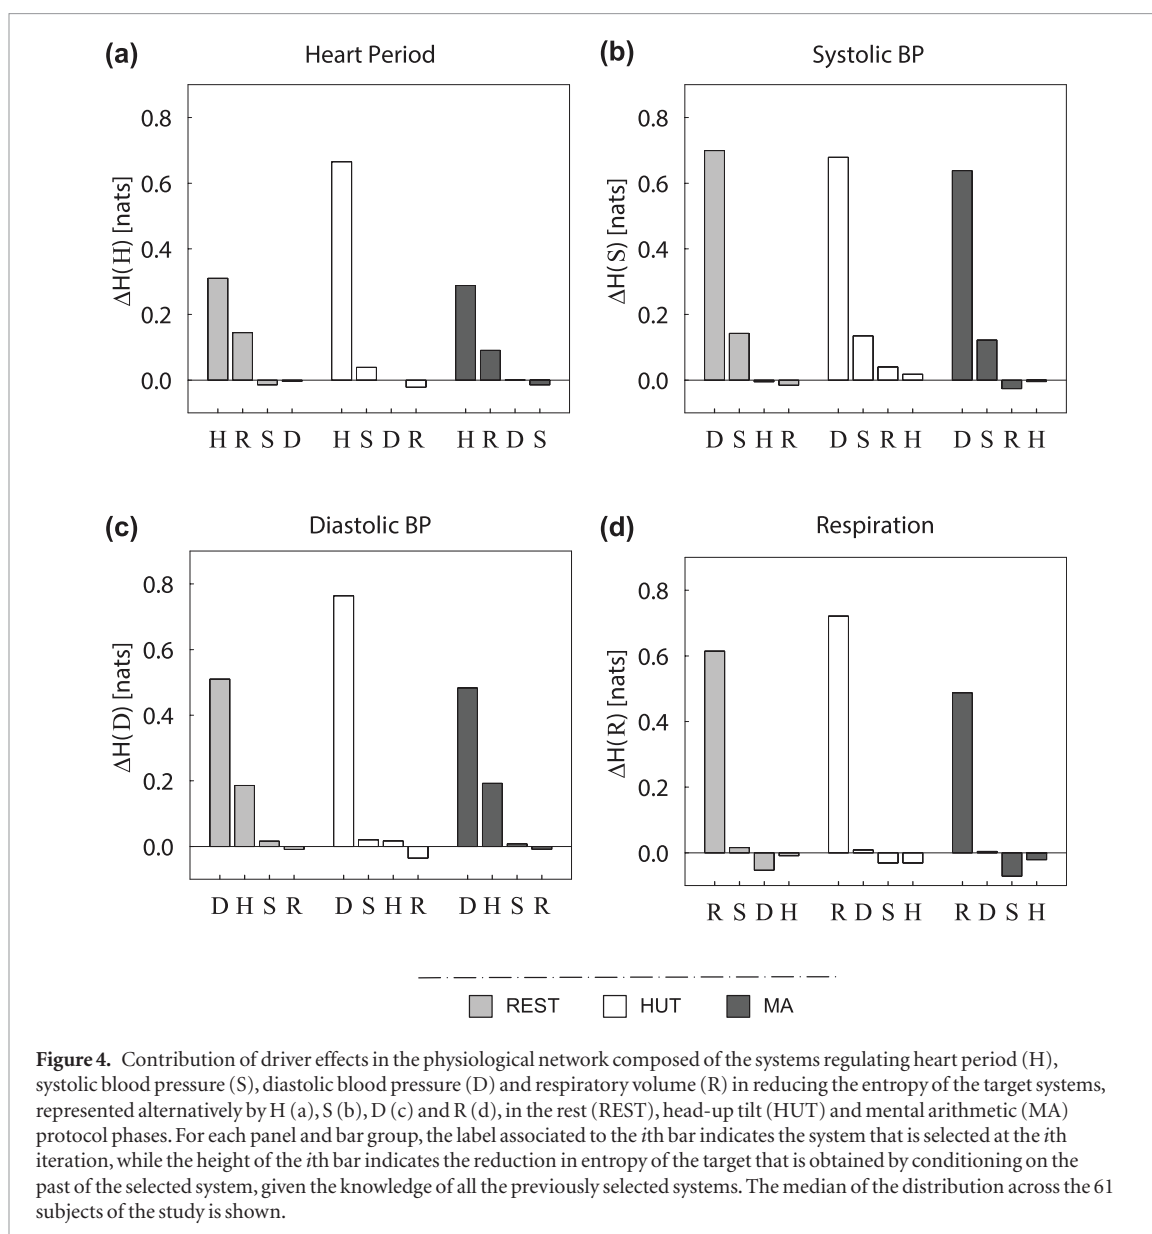 (a) Heart Period
ΔH(H) [nats]
0.8
0.6
0.4
0.2
0.0
H R S D H S D R H R D S
(b) Systolic BP
ΔH(S) [nats]
0.8
0.6
0.4
0.2
0.0
D S H R D S R H D S R H
(c) Diastolic BP
ΔH(D) [nats]
0.8
0.6
0.4
0.2
0.0
D H S R D S H R D H S R
(d) Respiration
ΔH(R) [nats]
0.8
0.6
0.4
0.2
0.0
R S D H R D S H R D S H
REST HUT MA
Figure 4. Contribution of driver effects in the physiological network composed of the systems regulating heart period (H),
systolic blood pressure (S), diastolic blood pressure (D) and respiratory volume (R) in reducing the entropy of the target systems,
represented alternatively by H (a), S (b), D (c) and R (d), in the rest (REST), head-up tilt (HUT) and mental arithmetic (MA)
protocol phases. For each panel and bar group, the label associated to the ith bar indicates the system that is selected at the ith
iteration, while the height of the ith bar indicates the reduction in entropy of the target that is obtained by conditioning on the
past of the selected system, given the knowledge of all the previously selected systems. The median of the distribution across the 61
subjects of the study is shown.